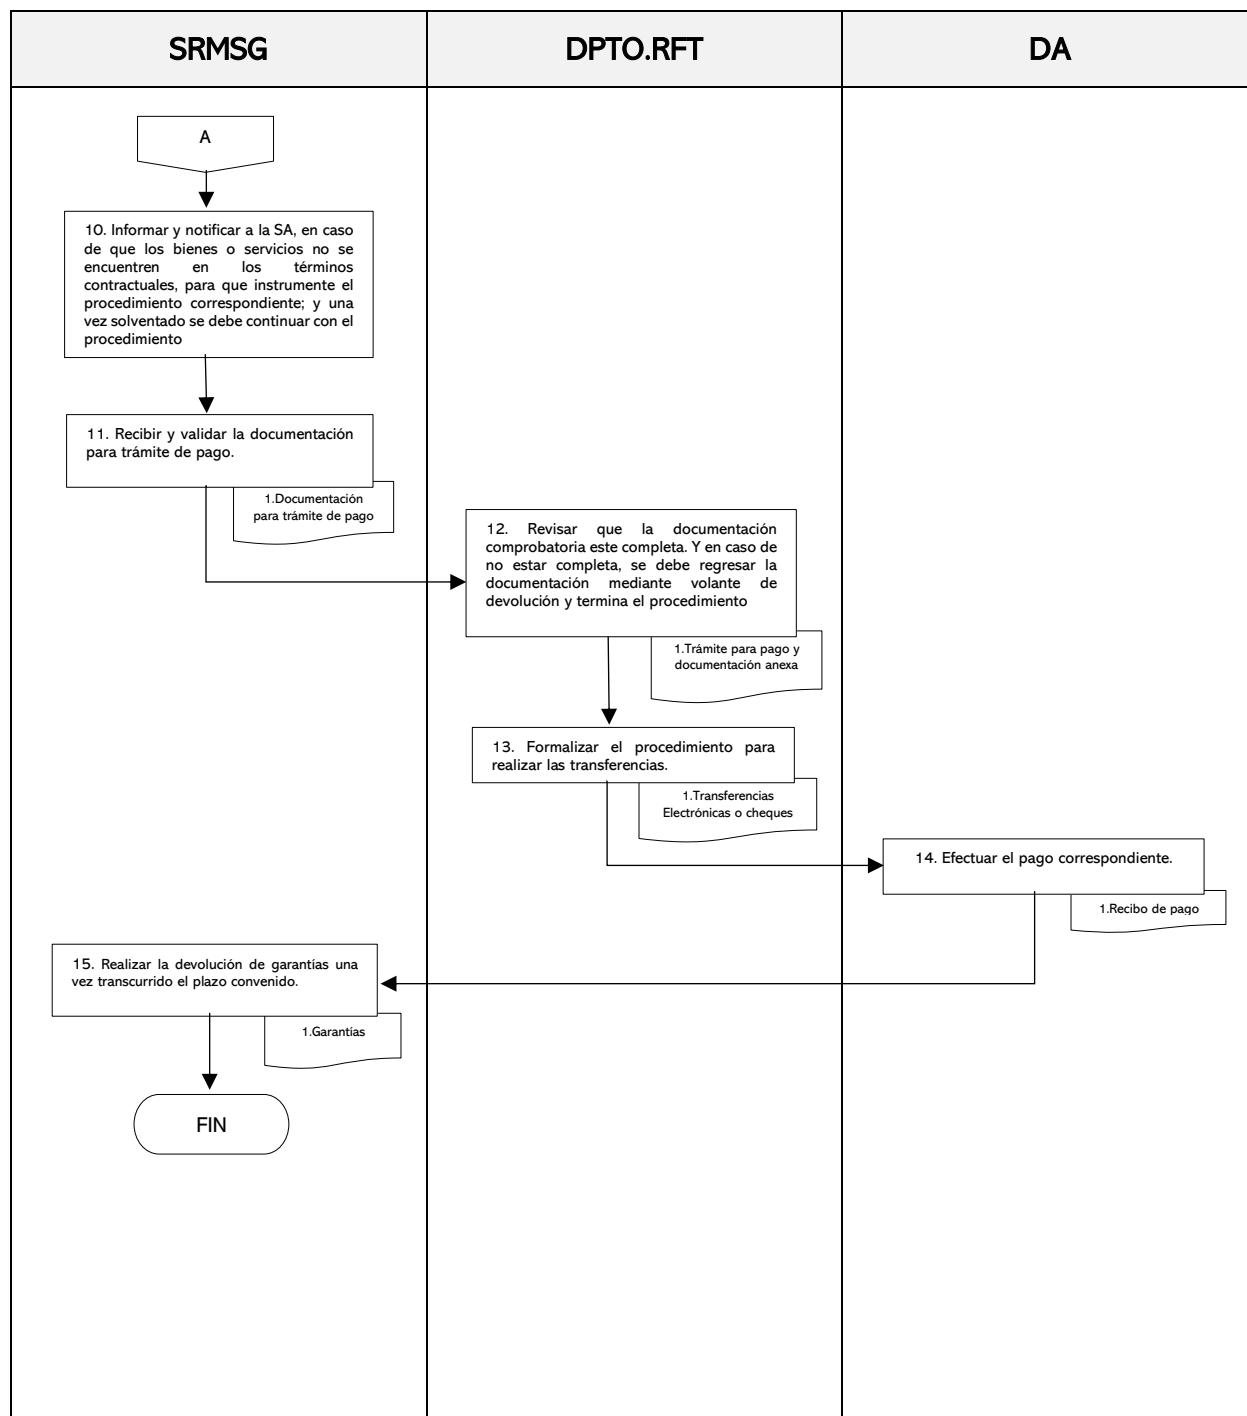 SRMSG
DPTO.RFT
DA
A
10. Informar y notificar a la SA, en caso
de que los bienes o servicios no se
encuentren en los términos
contractuales, para que instrumente el
procedimiento correspondiente; y una
vez solventado se debe continuar con el
procedimiento
11. Recibir y validar la documentación
para trámite de pago.
1.Documentación
para trámite de pago
12. Revisar que la documentación
comprobatoria este completa. Y en caso de
no estar completa, se debe regresar la
documentación mediante volante de
devolución y termina el procedimiento
1.Trámite para pago y
documentación anexa
13. Formalizar el procedimiento para
realizar las transferencias.
1.Transferencias
Electrónicas o cheques
14. Efectuar el pago correspondiente.
1.Recibo de pago
15. Realizar la devolución de garantías una
vez transcurrido el plazo convenido.
1.Garantías
FIN